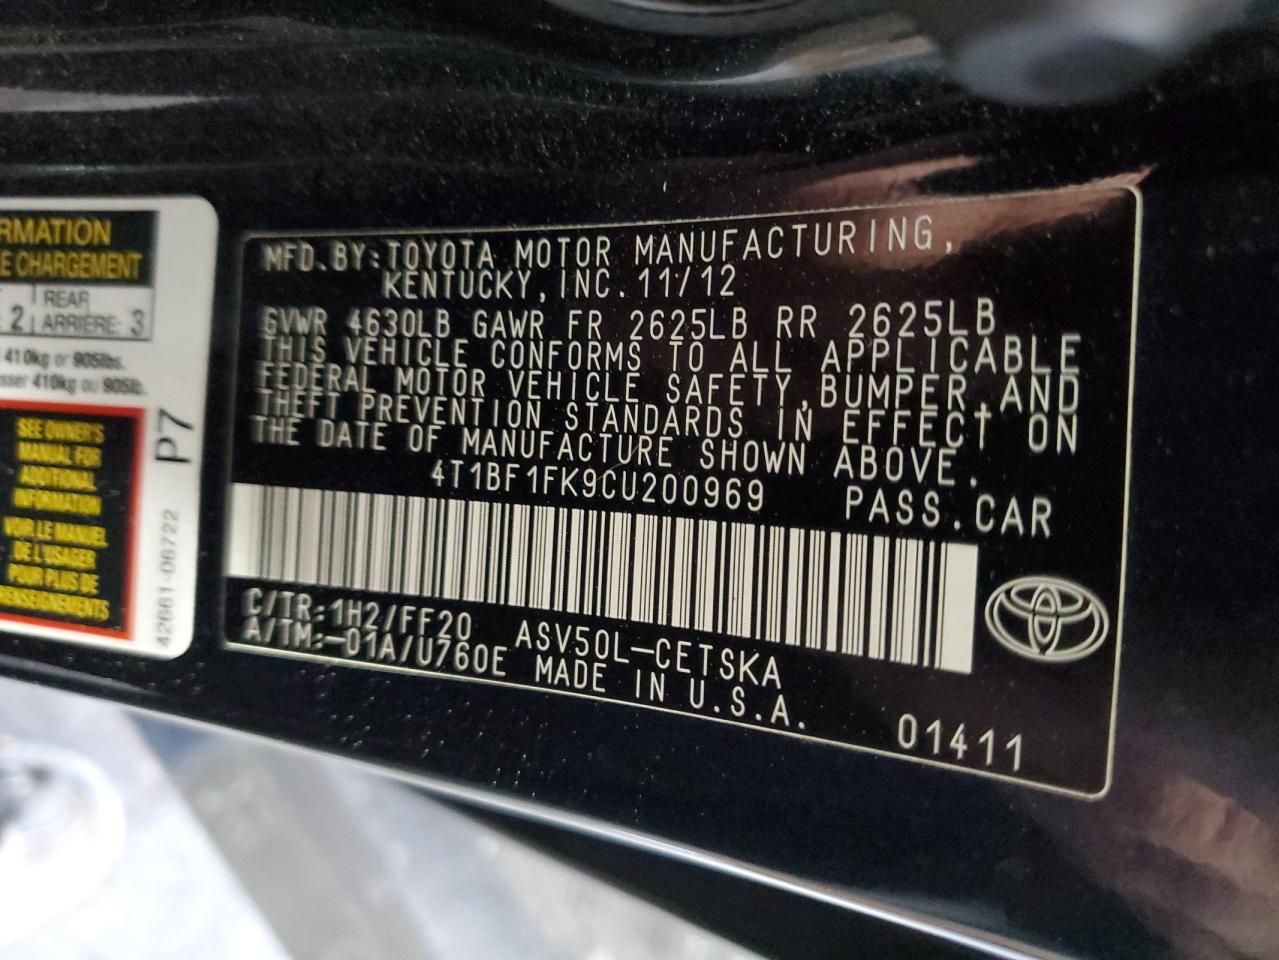 RMATION
E CHARGEMENT
2 REAR
ARRIÈRE: 3
410kg or 905lbs.
sser 410kg ou 905lb.
SEE OWNER'S
MANUAL FOR
ADDITIONAL
INFORMATION
VOIR LE MANUEL
DE L'USAGER
POUR PLUS DE
RENSEIGNEMENTS
P7
42661-06722
MFD.BY:TOYOTA MOTOR MANUFACTURING,
KENTUCKY,INC.11/12
GVWR 4630LB GAWR FR 2625LB RR 2625LB
THIS VEHICLE CONFORMS TO ALL APPLICABLE
FEDERAL MOTOR VEHICLE SAFETY,BUMPER,AND
THEFT PREVENTION STANDARDS IN EFFECT ON
THE DATE OF MANUFACTURE SHOWN ABOVE.
4T1BF1FK9CU200969 PASS.CAR
C/TR:1H2/FF20 ASV50L-CETSKA
A/TM:-01A/U760E MADE IN U.S.A.
01411